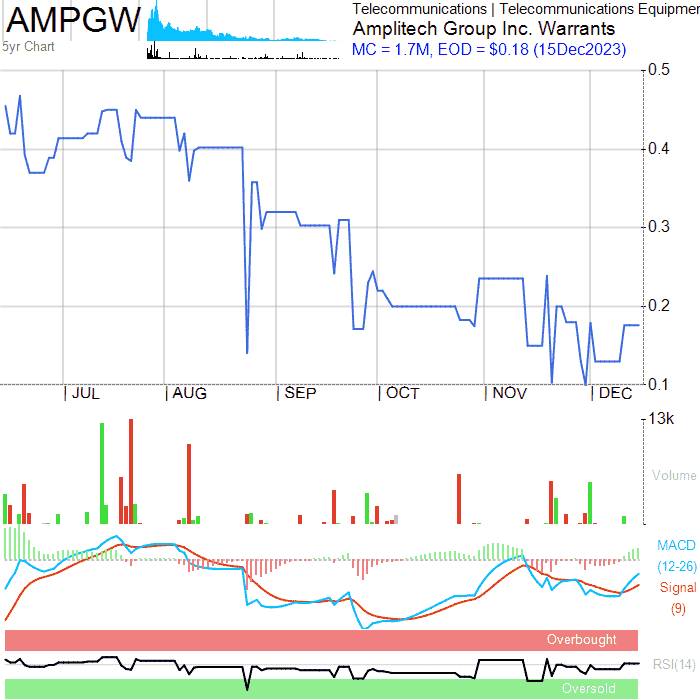 AMPGW
5yr Chart
Telecommunications | Telecommunications Equipmen
Amplitech Group Inc. Warrants
MC = 1.7M, EOD = $0.18 (15Dec2023)
0.5
0.4
0.3
0.2
0.1
JUL AUG SEP OCT NOV DEC
13k
Volume
MACD
(12-26)
Signal
(9)
Overbought
RSI(14)
Oversold